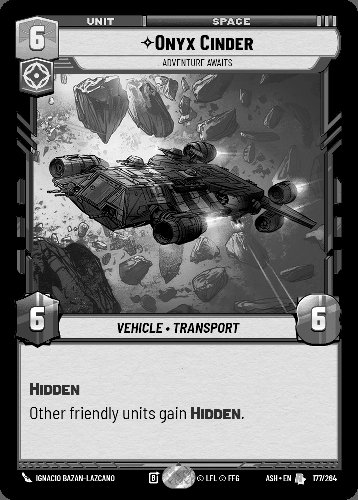 UNIT SPACE
6
✧ONYX CINDER
ADVENTURE AWAITS
6
6
VEHICLE • TRANSPORT
HIDDEN
Other friendly units gain HIDDEN.
IGNACIO BAZAN-LAZCANO
© LFL © FFG
ASH • EN
177/264